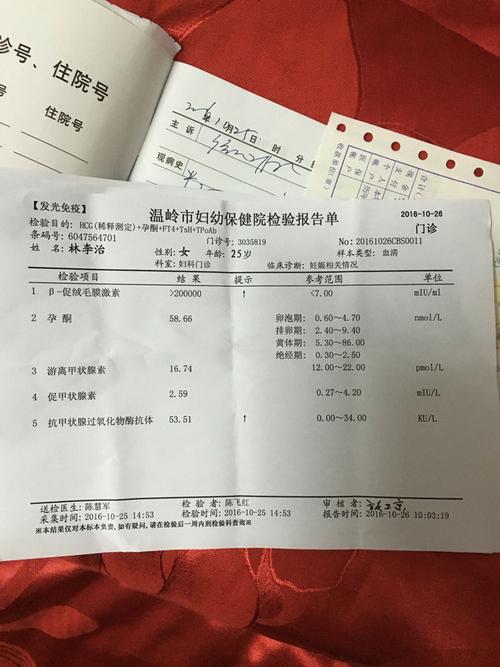 诊号、住院号
住院号
2016年10月25日 时 分
主 诉
现病史
【发光免疫】
温岭市妇幼保健院检验报告单
2016-10-26
检验目的: HCG(稀释测定)+孕酮+FT4+TsH+TPoAb
门诊
条码号: 6047564701
门诊号: 3035819
No: 20161026CBS0011
姓 名: 林李治
性别: 女
年龄: 25岁
样本类型: 血清
科室: 妇科门诊
临床诊断: 妊娠相关情况
检验项目 结 果 提示 参考范围 单 位
1 β-促绒毛膜激素 >200000 ↑ <7.00 mIU/ml
2 孕 酮 58.66 卵泡期: 0.60~4.70 nmol/L
排卵期: 2.40~9.40
黄体期: 5.30~86.00
绝经期: 0.30~2.50
3 游离甲状腺素 16.74 12.00~22.00 pmol/L
4 促甲状腺素 2.59 0.27~4.20 mIU/L
5 抗甲状腺过氧化物酶抗体 53.51 ↑ 0.00~34.00 KU/L
送检医生: 陈慧军 检 验 者: 陈飞红 审 核 者:
采集时间: 2016-10-25 14:53 检验时间: 2016-10-25 14:53 报告时间: 2016-10-26 10:03:19
※本结果仅对本标本负责,如有疑问,请在检验后一周内到检验科查询※